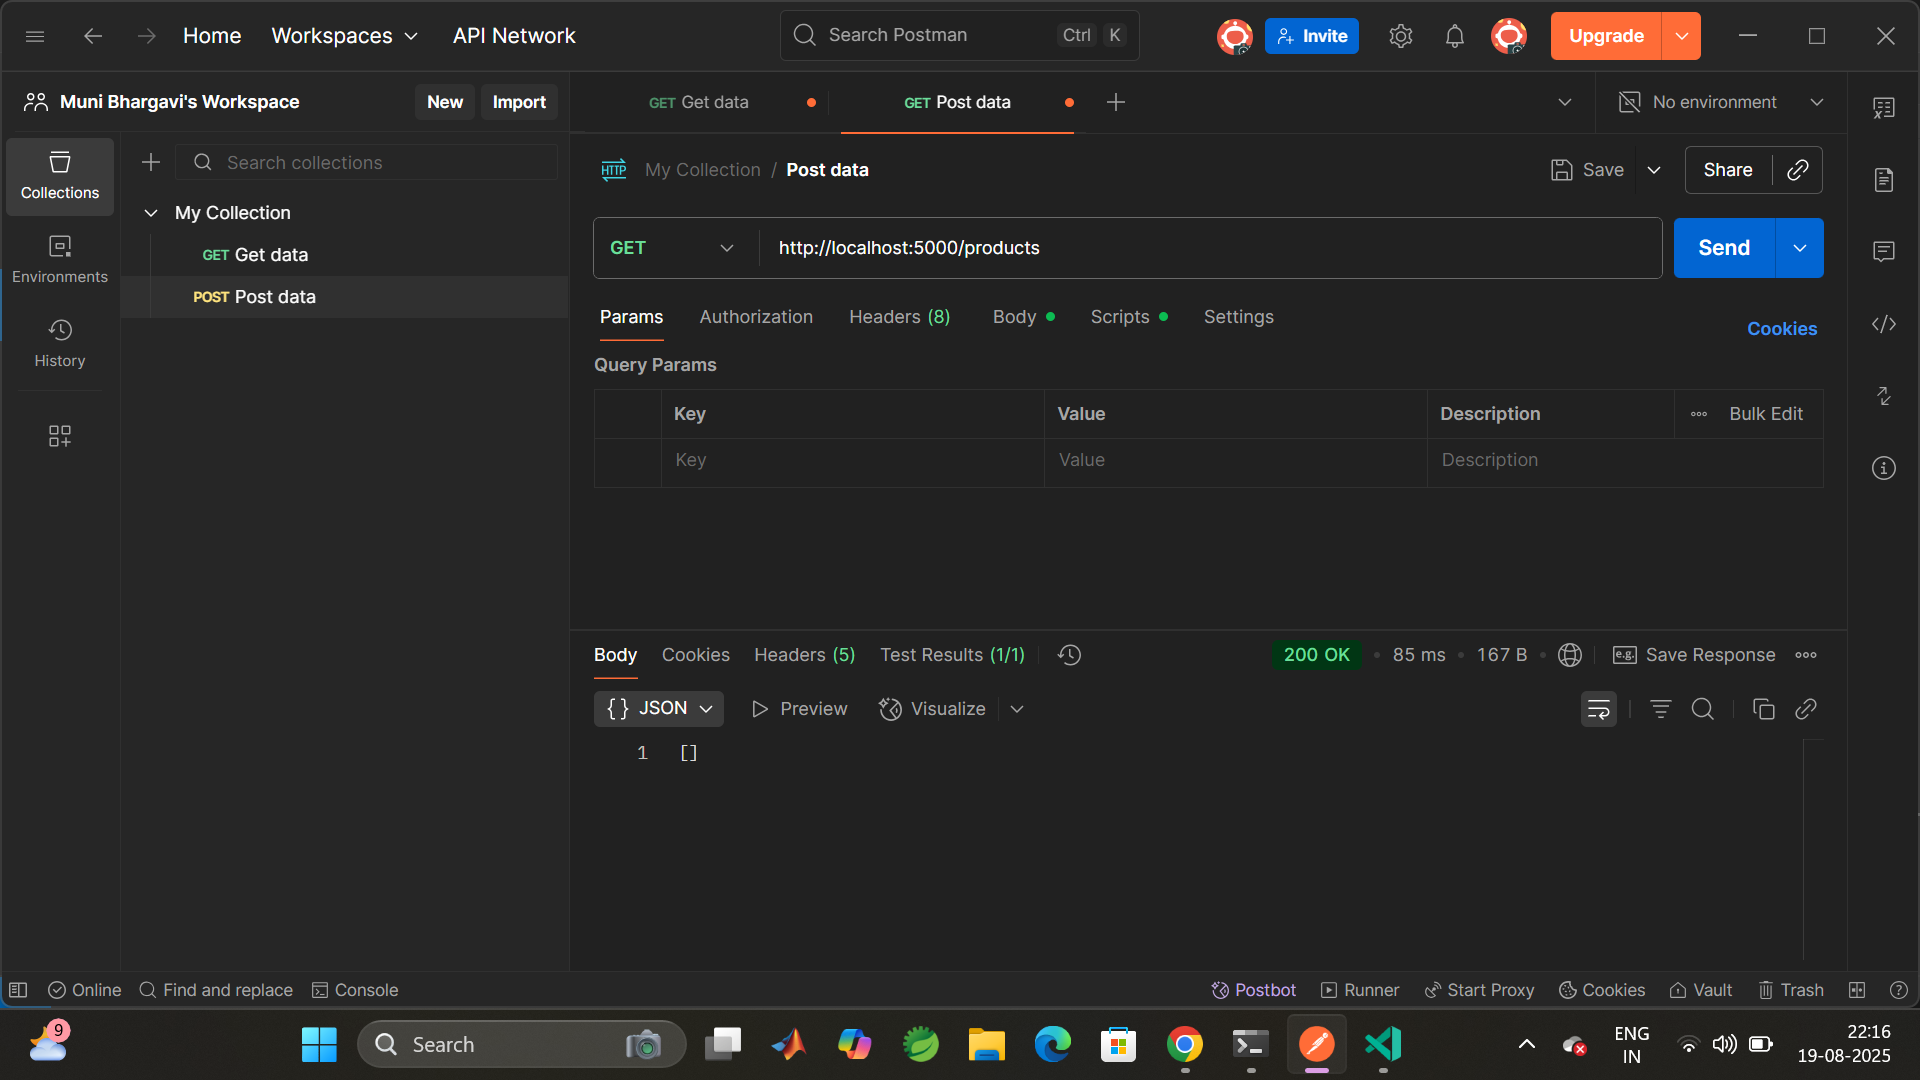 Home Workspaces API Network Search Postman Ctrl K Invite Upgrade
Muni Bhargavi's Workspace New Import GET Get data GET Post data No environment
Collections
Search collections
HTTP My Collection / Post data Save Share
My Collection
GET Get data
POST Post data
Environments
History
GET http://localhost:5000/products Send
Params Authorization Headers (8) Body Scripts Settings Cookies
Query Params
Key Value Description Bulk Edit
Key Value Description
Body Cookies Headers (5) Test Results (1/1) 200 OK 85 ms 167 B e.g. Save Response
{} JSON Preview Visualize
1 []
Online Find and replace Console Postbot Runner Start Proxy Cookies Vault Trash
9 Search ENG IN 22:16
19-08-2025